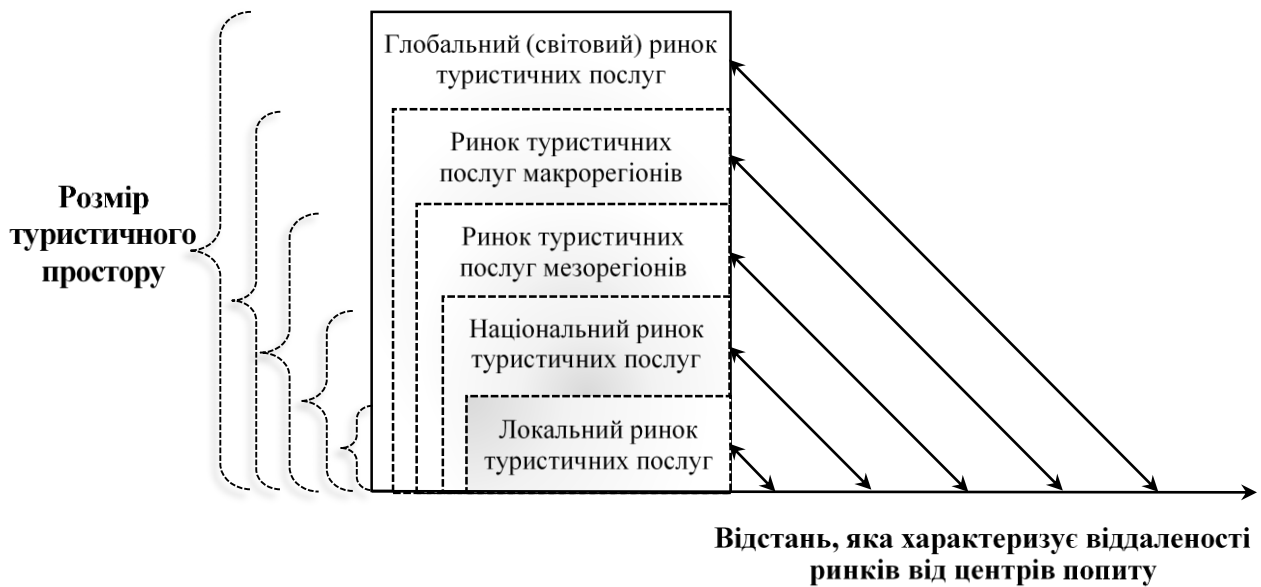 Глобальний (світовий) ринок
туристичних послуг
Ринок туристичних
послуг макрорегіонів
Розмір
туристичного
простору
Ринок туристичних
послуг мезорегіонів
Національний ринок
туристичних послуг
Локальний ринок
туристичних послуг
Відстань, яка характеризує віддаленості
ринків від центрів попиту